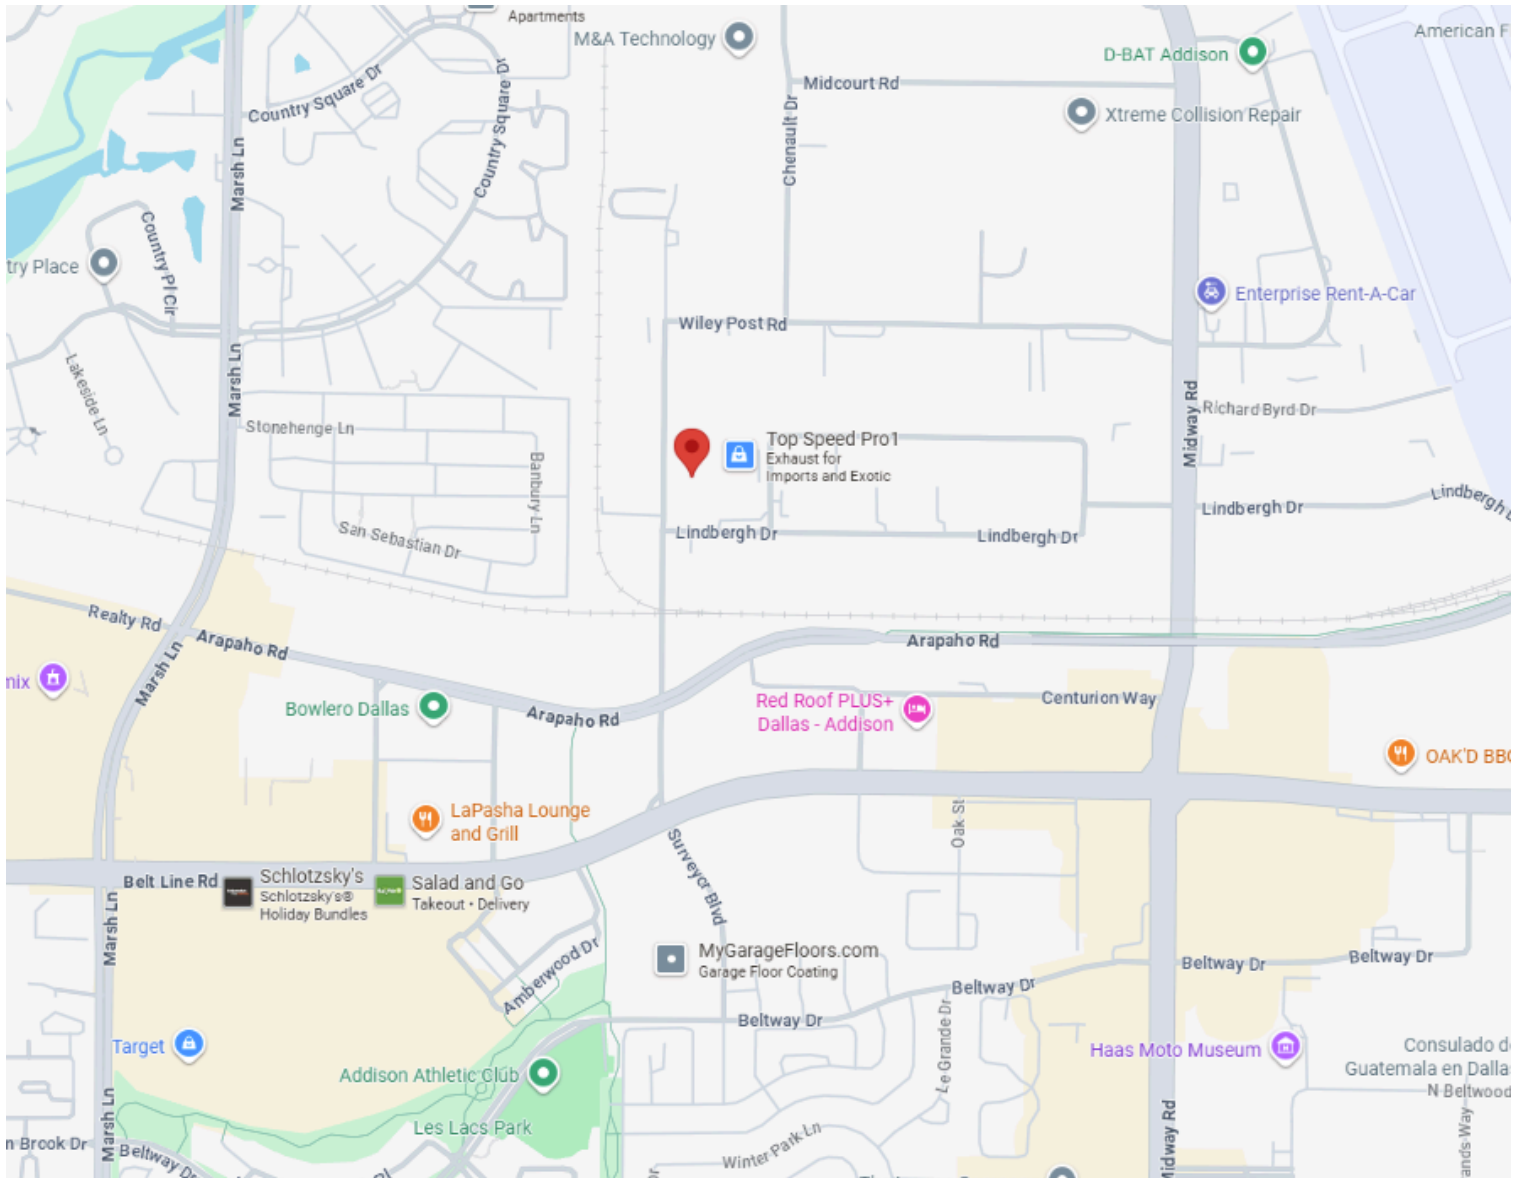 Apartments
M&A Technology
American F
D-BAT Addison
Midcourt Rd
Country Square Dr
Country Square Dr
Chenault Dr
Xtreme Collision Repair
Marsh Ln
Country Pl Cir
try Place
Enterprise Rent-A-Car
Wiley Post Rd
Lakeside Ln
Marsh Ln
Midway Rd
Richard Byrd Dr
Stonehenge Ln
Top Speed Pro1
Exhaust for
Imports and Exotic
Banbury Ln
Lindbergh Dr
Lindbergh
San Sebastian Dr
Lindbergh Dr
Lindbergh Dr
Realty Rd
Arapaho Rd
Arapaho Rd
Marsh Ln
mix
Bowlero Dallas
Arapaho Rd
Red Roof PLUS+
Dallas - Addison
Centurion Way
OAK'D BBQ
LaPasha Lounge
and Grill
Oak St
Surveyor Blvd
Belt Line Rd
Schlotzsky's
Schlotzsky's®
Holiday Bundles
Salad and Go
Takeout • Delivery
Marsh Ln
MyGarageFloors.com
Garage Floor Coating
Amberwood Dr
Beltway Dr
Beltway Dr
Beltway Dr
Beltway Dr
Le Grande Dr
Target
Haas Moto Museum
Consulado d
Guatemala en Dalla
Addison Athletic Club
N Beltwood
Les Lacs Park
Marsh Ln
n Brook Dr
Beltway Dr
Winter Park Ln
Midway Rd
ands Way